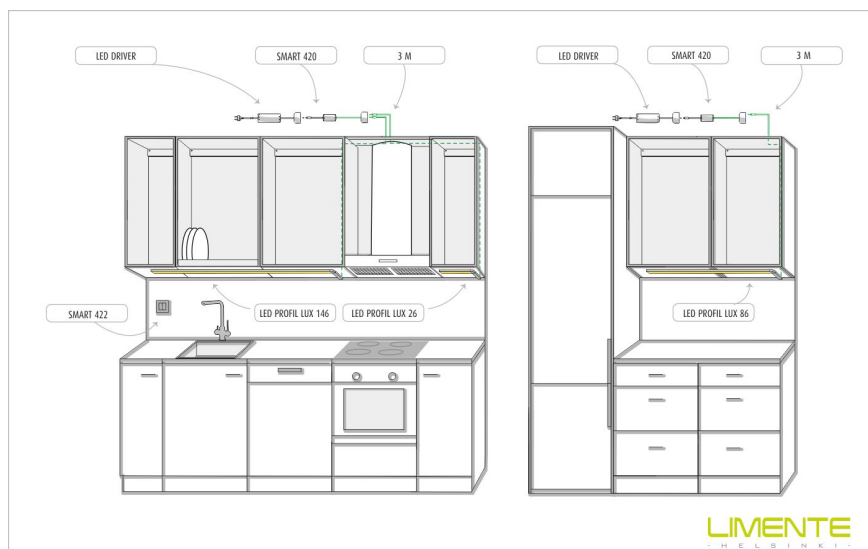 LED DRIVER
SMART 420
3 M
LED DRIVER
SMART 420
3 M
SMART 422
LED PROFIL LUX 146
LED PROFIL LUX 26
LED PROFIL LUX 86
LIMENTE
- HELSINKI -